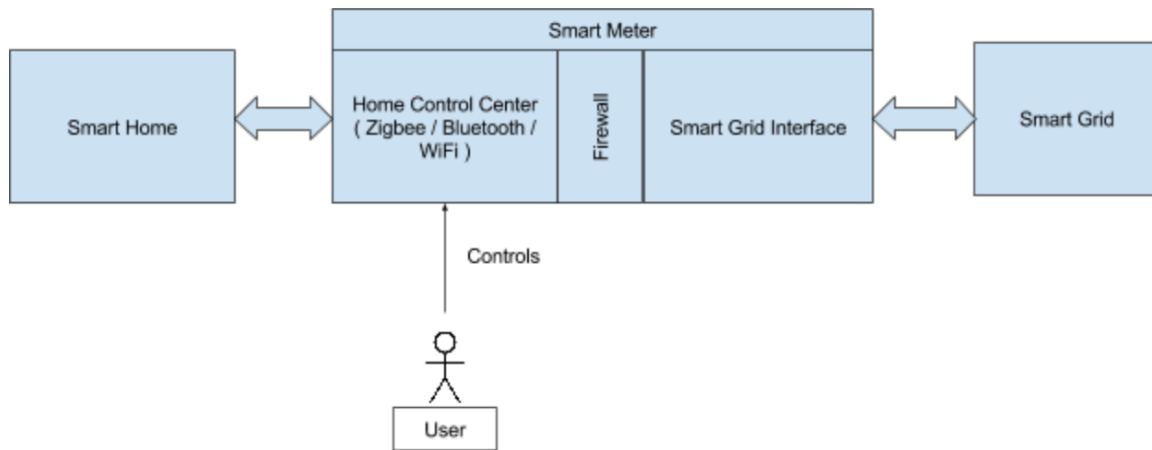 Smart Meter
Smart Home
Home Control Center
( Zigbee / Bluetooth /
WiFi )
Firewall
Smart Grid Interface
Smart Grid
Controls
User